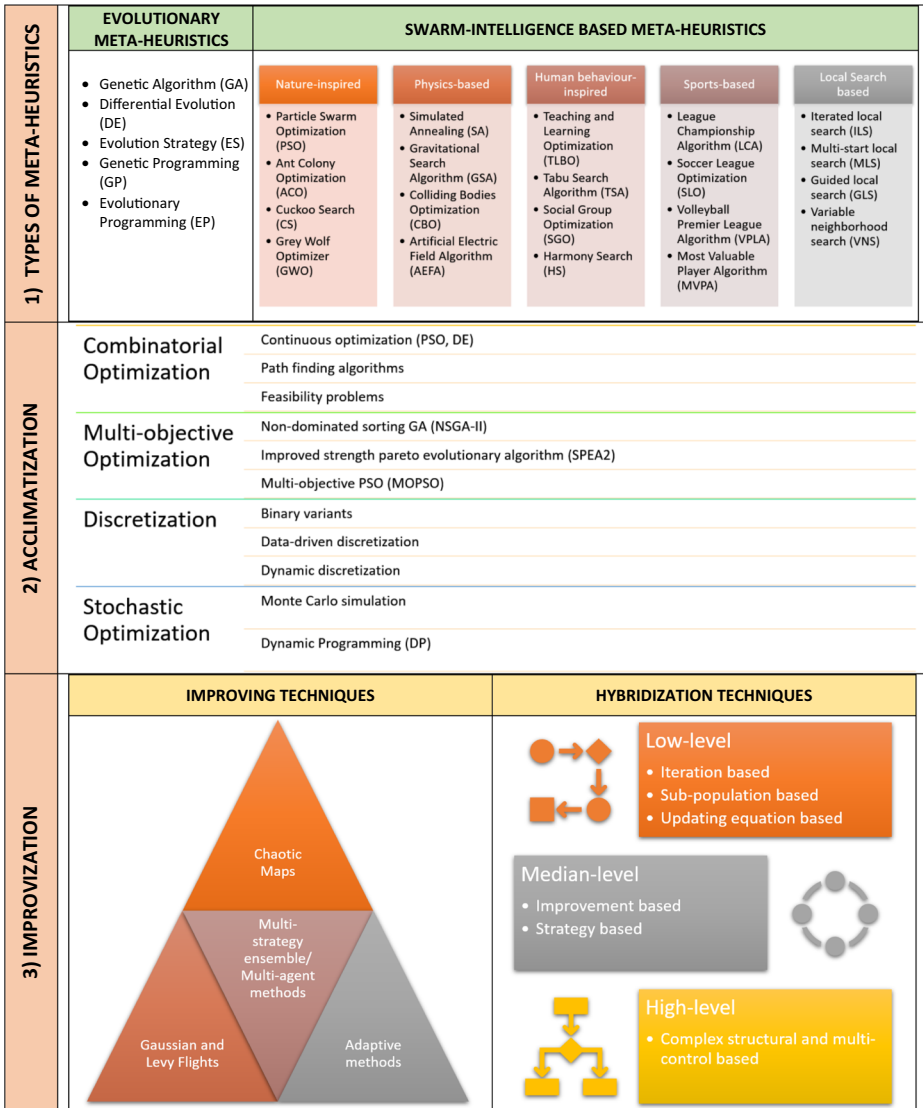 1) TYPES OF META-HEURISTICS
EVOLUTIONARY
META-HEURISTICS
• Genetic Algorithm (GA)
• Differential Evolution
(DE)
• Evolution Strategy (ES)
• Genetic Programming
(GP)
• Evolutionary
Programming (EP)
SWARM-INTELLIGENCE BASED META-HEURISTICS
Nature-inspired
• Particle Swarm
Optimization
(PSO)
• Ant Colony
Optimization
(ACO)
• Cuckoo Search
(CS)
• Grey Wolf
Optimizer
(GWO)
Physics-based
• Simulated
Annealing (SA)
• Gravitational
Search
Algorithm (GSA)
• Colliding Bodies
Optimization
(CBO)
• Artificial Electric
Field Algorithm
(AEFA)
Human behaviour-
inspired
• Teaching and
Learning
Optimization
(TLBO)
• Tabu Search
Algorithm (TSA)
• Social Group
Optimization
(SGO)
• Harmony Search
(HS)
Sports-based
• League
Championship
Algorithm (LCA)
• Soccer League
Optimization
(SLO)
• Volleyball
Premier League
Algorithm (VPLA)
• Most Valuable
Player Algorithm
(MVPA)
Local Search
based
• Iterated local
search (ILS)
• Multi-start local
search (MLS)
• Guided local
search (GLS)
• Variable
neighborhood
search (VNS)
2) ACCLIMATIZATION
Combinatorial
Optimization
Continuous optimization (PSO, DE)
Path finding algorithms
Feasibility problems
Multi-objective
Optimization
Non-dominated sorting GA (NSGA-II)
Improved strength pareto evolutionary algorithm (SPEA2)
Multi-objective PSO (MOPSO)
Discretization
Binary variants
Data-driven discretization
Dynamic discretization
Stochastic
Optimization
Monte Carlo simulation
Dynamic Programming (DP)
3) IMPROVIZATION
IMPROVING TECHNIQUES
Chaotic
Maps
Multi-
strategy
ensemble/
Multi-agent
methods
Gaussian and
Levy Flights
Adaptive
methods
HYBRIDIZATION TECHNIQUES
Low-level
• Iteration based
• Sub-population based
• Updating equation based
Median-level
• Improvement based
• Strategy based
High-level
• Complex structural and multi-
control based